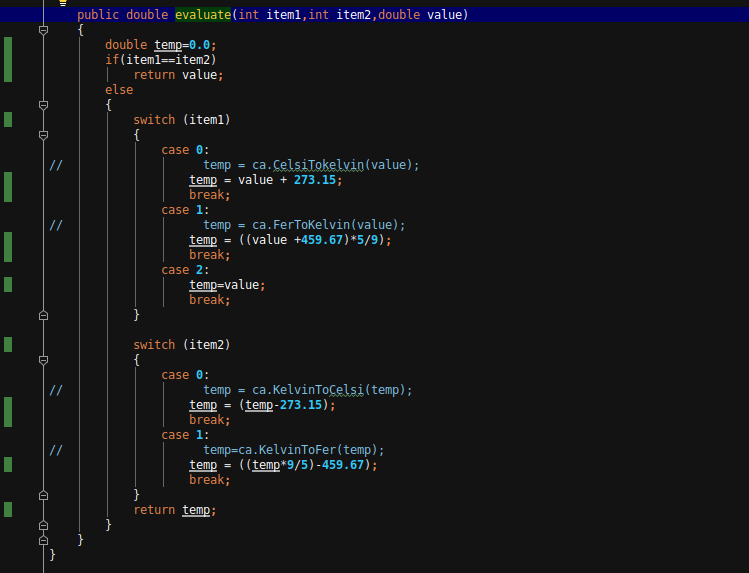 public double evaluate(int item1,int item2,double value)
{
double temp=0.0;
if(item1==item2)
return value;
else
{
switch (item1)
{
case 0:
// temp = ca.CelsiTokelvin(value);
temp = value + 273.15;
break;
case 1:
// temp = ca.FerToKelvin(value);
temp = ((value +459.67)*5/9);
break;
case 2:
temp=value;
break;
}
switch (item2)
{
case 0:
// temp = ca.KelvinToCelsi(temp);
temp = (temp-273.15);
break;
case 1:
// temp=ca.KelvinToFer(temp);
temp = ((temp*9/5)-459.67);
break;
}
return temp;
}
}
}